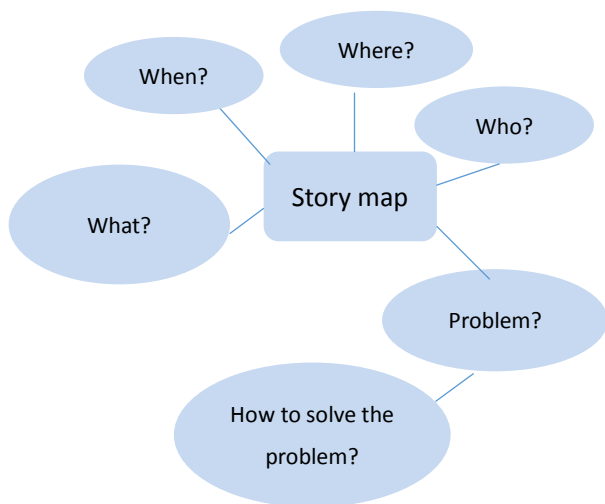 Where?
When?
Who?
Story map
What?
Problem?
How to solve the
problem?